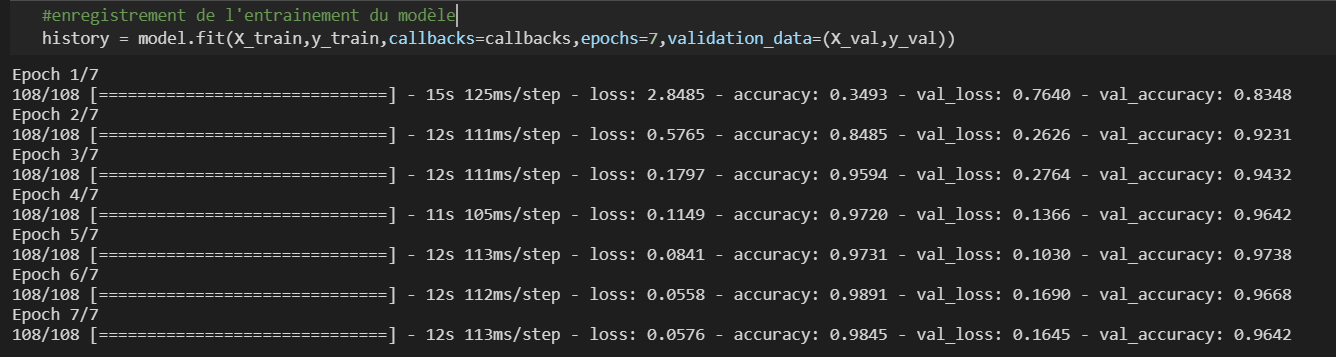 #enregistrement de l'entrainement du modèle
history = model.fit(X_train,y_train,callbacks=callbacks,epochs=7,validation_data=(X_val,y_val))
Epoch 1/7
108/108 [==============================] - 15s 125ms/step - loss: 2.8485 - accuracy: 0.3493 - val_loss: 0.7640 - val_accuracy: 0.8348
Epoch 2/7
108/108 [==============================] - 12s 111ms/step - loss: 0.5765 - accuracy: 0.8485 - val_loss: 0.2626 - val_accuracy: 0.9231
Epoch 3/7
108/108 [==============================] - 12s 111ms/step - loss: 0.1797 - accuracy: 0.9594 - val_loss: 0.2764 - val_accuracy: 0.9432
Epoch 4/7
108/108 [==============================] - 11s 105ms/step - loss: 0.1149 - accuracy: 0.9720 - val_loss: 0.1366 - val_accuracy: 0.9642
Epoch 5/7
108/108 [==============================] - 12s 113ms/step - loss: 0.0841 - accuracy: 0.9731 - val_loss: 0.1030 - val_accuracy: 0.9738
Epoch 6/7
108/108 [==============================] - 12s 112ms/step - loss: 0.0558 - accuracy: 0.9891 - val_loss: 0.1690 - val_accuracy: 0.9668
Epoch 7/7
108/108 [==============================] - 12s 113ms/step - loss: 0.0576 - accuracy: 0.9845 - val_loss: 0.1645 - val_accuracy: 0.9642